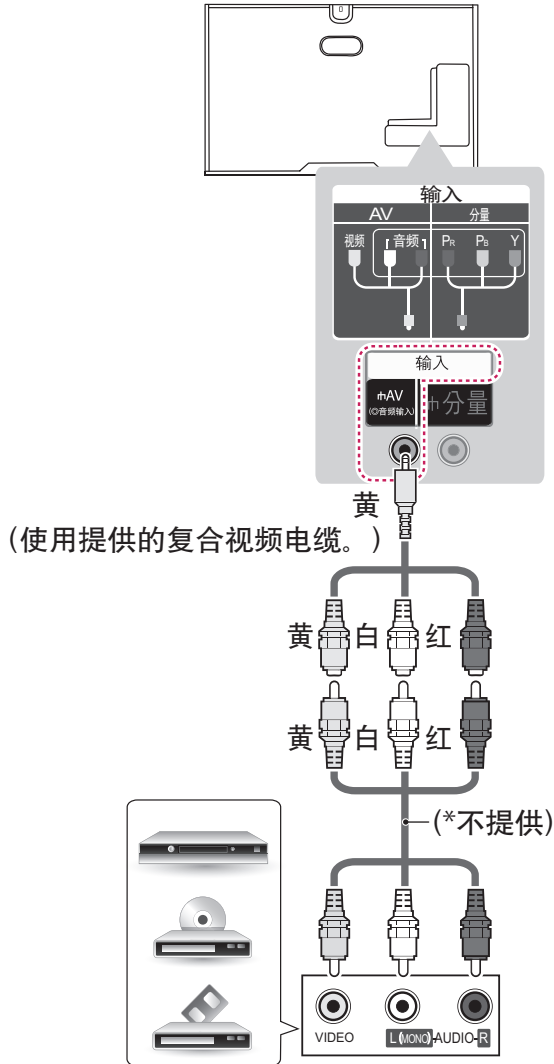 输入
AV 分量
视频 音频 PR PB Y
输入
AV 分量
(◎音频输入)
黄
(使用提供的复合视频电缆。)
黄 白 红
黄 白 红
(*不提供)
VIDEO L(MONO)-AUDIO-R